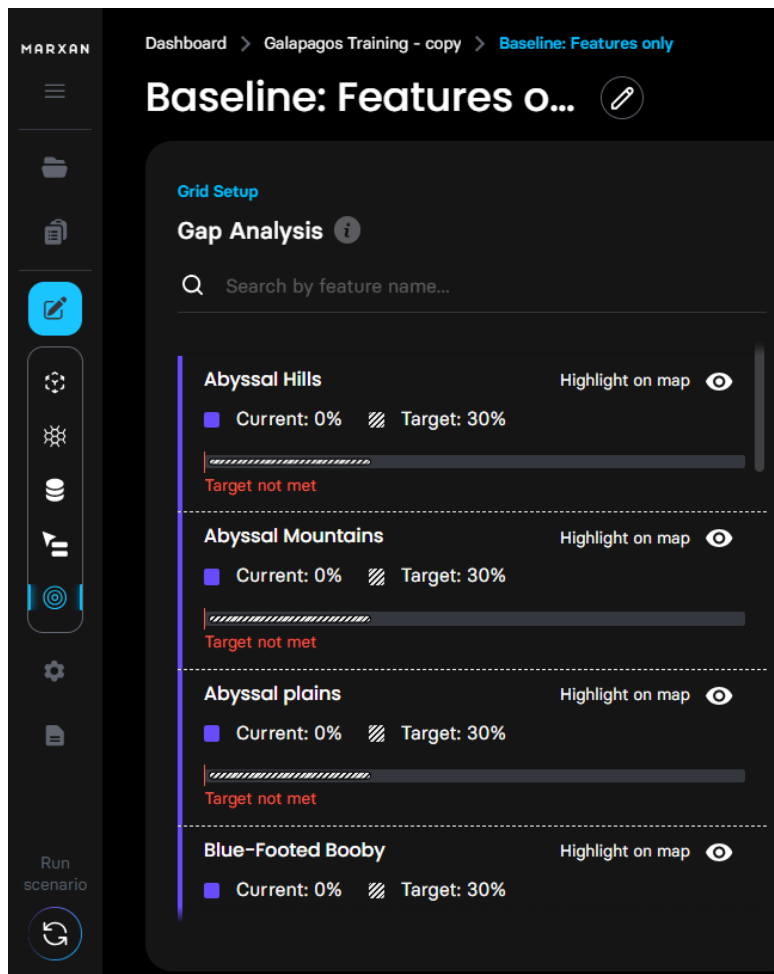 MARXAN
Dashboard > Galapagos Training - copy > Baseline: Features only
Baseline: Features o...
Grid Setup
Gap Analysis i
Search by feature name...
Abyssal Hills Highlight on map
Current: 0% Target: 30%
Target not met
Abyssal Mountains Highlight on map
Current: 0% Target: 30%
Target not met
Abyssal plains Highlight on map
Current: 0% Target: 30%
Target not met
Blue-Footed Booby Highlight on map
Current: 0% Target: 30%
Run
scenario